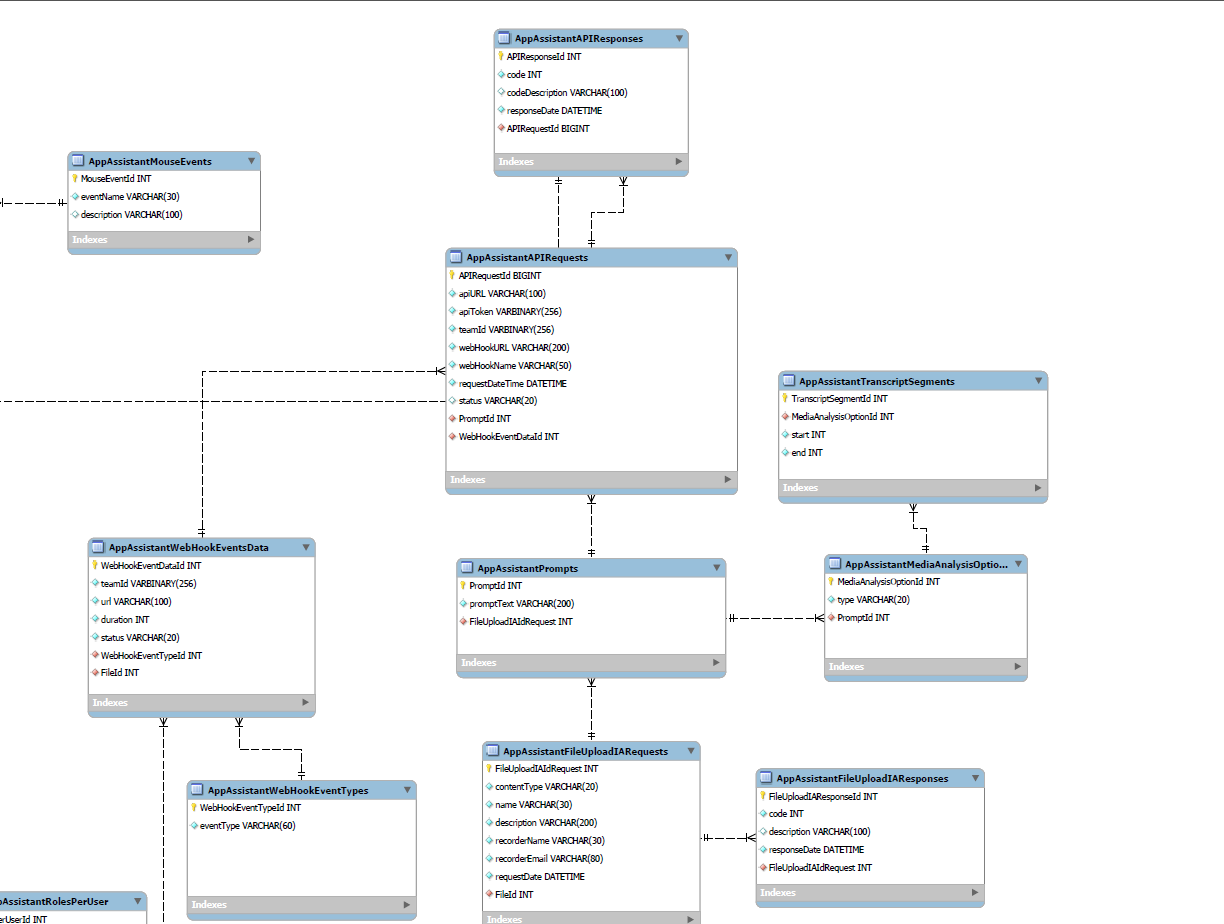 AppAssistantAPIResponses
APIResponseId INT
code INT
codeDescription VARCHAR(100)
responseDate DATETIME
APIRequestId BIGINT
Indexes
AppAssistantMouseEvents
MouseEventId INT
eventName VARCHAR(30)
description VARCHAR(100)
Indexes
AppAssistantAPIRequests
APIRequestId BIGINT
apiURL VARCHAR(100)
apiToken VARBINARY(256)
teamId VARBINARY(256)
webHookURL VARCHAR(200)
webHookName VARCHAR(50)
requestDateTime DATETIME
status VARCHAR(20)
PromptId INT
WebHookEventDataId INT
Indexes
AppAssistantTranscriptSegments
TranscriptSegmentId INT
MediaAnalysisOptionId INT
start INT
end INT
Indexes
AppAssistantWebHookEventsData
WebHookEventDataId INT
teamId VARBINARY(256)
url VARCHAR(100)
duration INT
status VARCHAR(20)
WebHookEventTypeId INT
FileId INT
Indexes
AppAssistantPrompts
PromptId INT
promptText VARCHAR(200)
FileUploadIAIdRequest INT
Indexes
AppAssistantMediaAnalysisOptio...
MediaAnalysisOptionId INT
type VARCHAR(20)
PromptId INT
Indexes
AppAssistantWebHookEventTypes
WebHookEventTypeId INT
eventType VARCHAR(60)
Indexes
AppAssistantFileUploadIARequests
FileUploadIAIdRequest INT
contentType VARCHAR(20)
name VARCHAR(30)
description VARCHAR(200)
recorderName VARCHAR(30)
recorderEmail VARCHAR(80)
requestDate DATETIME
FileId INT
Indexes
AppAssistantFileUploadIAResponses
FileUploadIAResponseId INT
code INT
description VARCHAR(100)
responseDate DATETIME
FileUploadIAIdRequest INT
Indexes
pAssistantRolesPerUser
erUserId INT